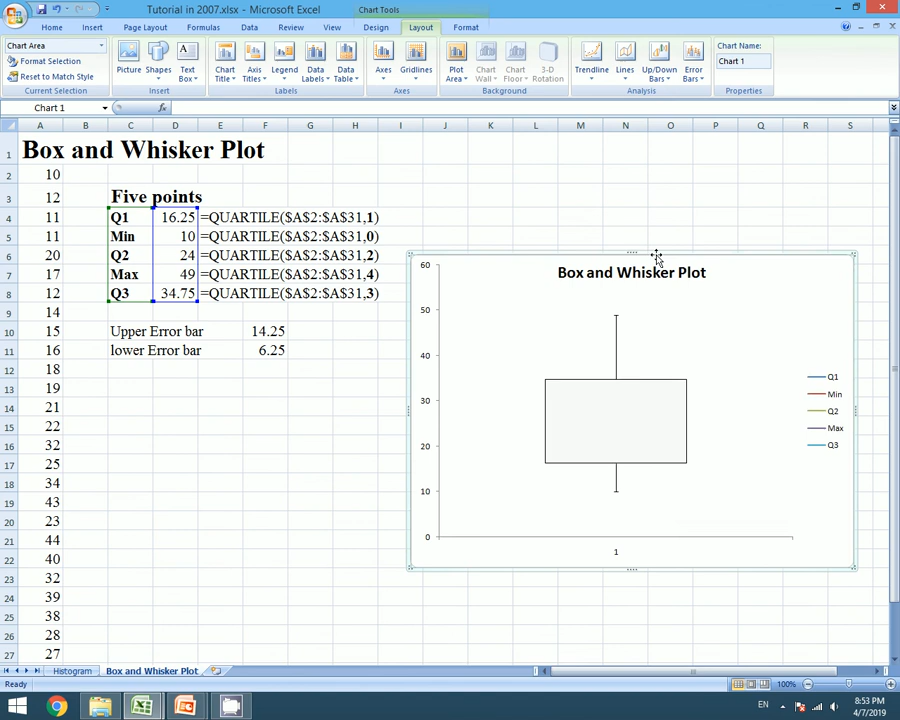 Tutorial in 2007.xlsx - Microsoft Excel
Chart Tools
Home Insert Page Layout Formulas Data Review View Design Layout Format
Chart Area
Format Selection
Reset to Match Style
Current Selection
Picture Shapes Text Box
Insert
Chart Titles Axis Titles Legend Data Labels Data Table
Labels
Axes Gridlines
Axes
Plot Area Chart Wall Chart Floor 3-D Rotation
Background
Trendline Lines Up/Down Bars Error Bars
Analysis
Chart Name:
Chart 1
Properties
Chart 1 fx
A B C D E F G H I J K L M N O P Q R S
1 Box and Whisker Plot
2 10
3 12 Five points
4 11 Q1 16.25 =QUARTILE($A$2:$A$31,1)
5 11 Min 10 =QUARTILE($A$2:$A$31,0)
6 20 Q2 24 =QUARTILE($A$2:$A$31,2)
7 17 Max 49 =QUARTILE($A$2:$A$31,4)
8 12 Q3 34.75 =QUARTILE($A$2:$A$31,3)
9 14
10 15 Upper Error bar 14.25
11 16 lower Error bar 6.25
12 18
13 19
14 21
15 22
16 32
17 25
18 34
19 43
20 23
21 44
22 40
23 32
24 39
25 38
26 28
27 27
Box and Whisker Plot
60
50
40
30
20
10
0
1
Q1
Min
Q2
Max
Q3
Histogram Box and Whisker Plot
Ready 100%
EN 8:53 PM
4/7/2019